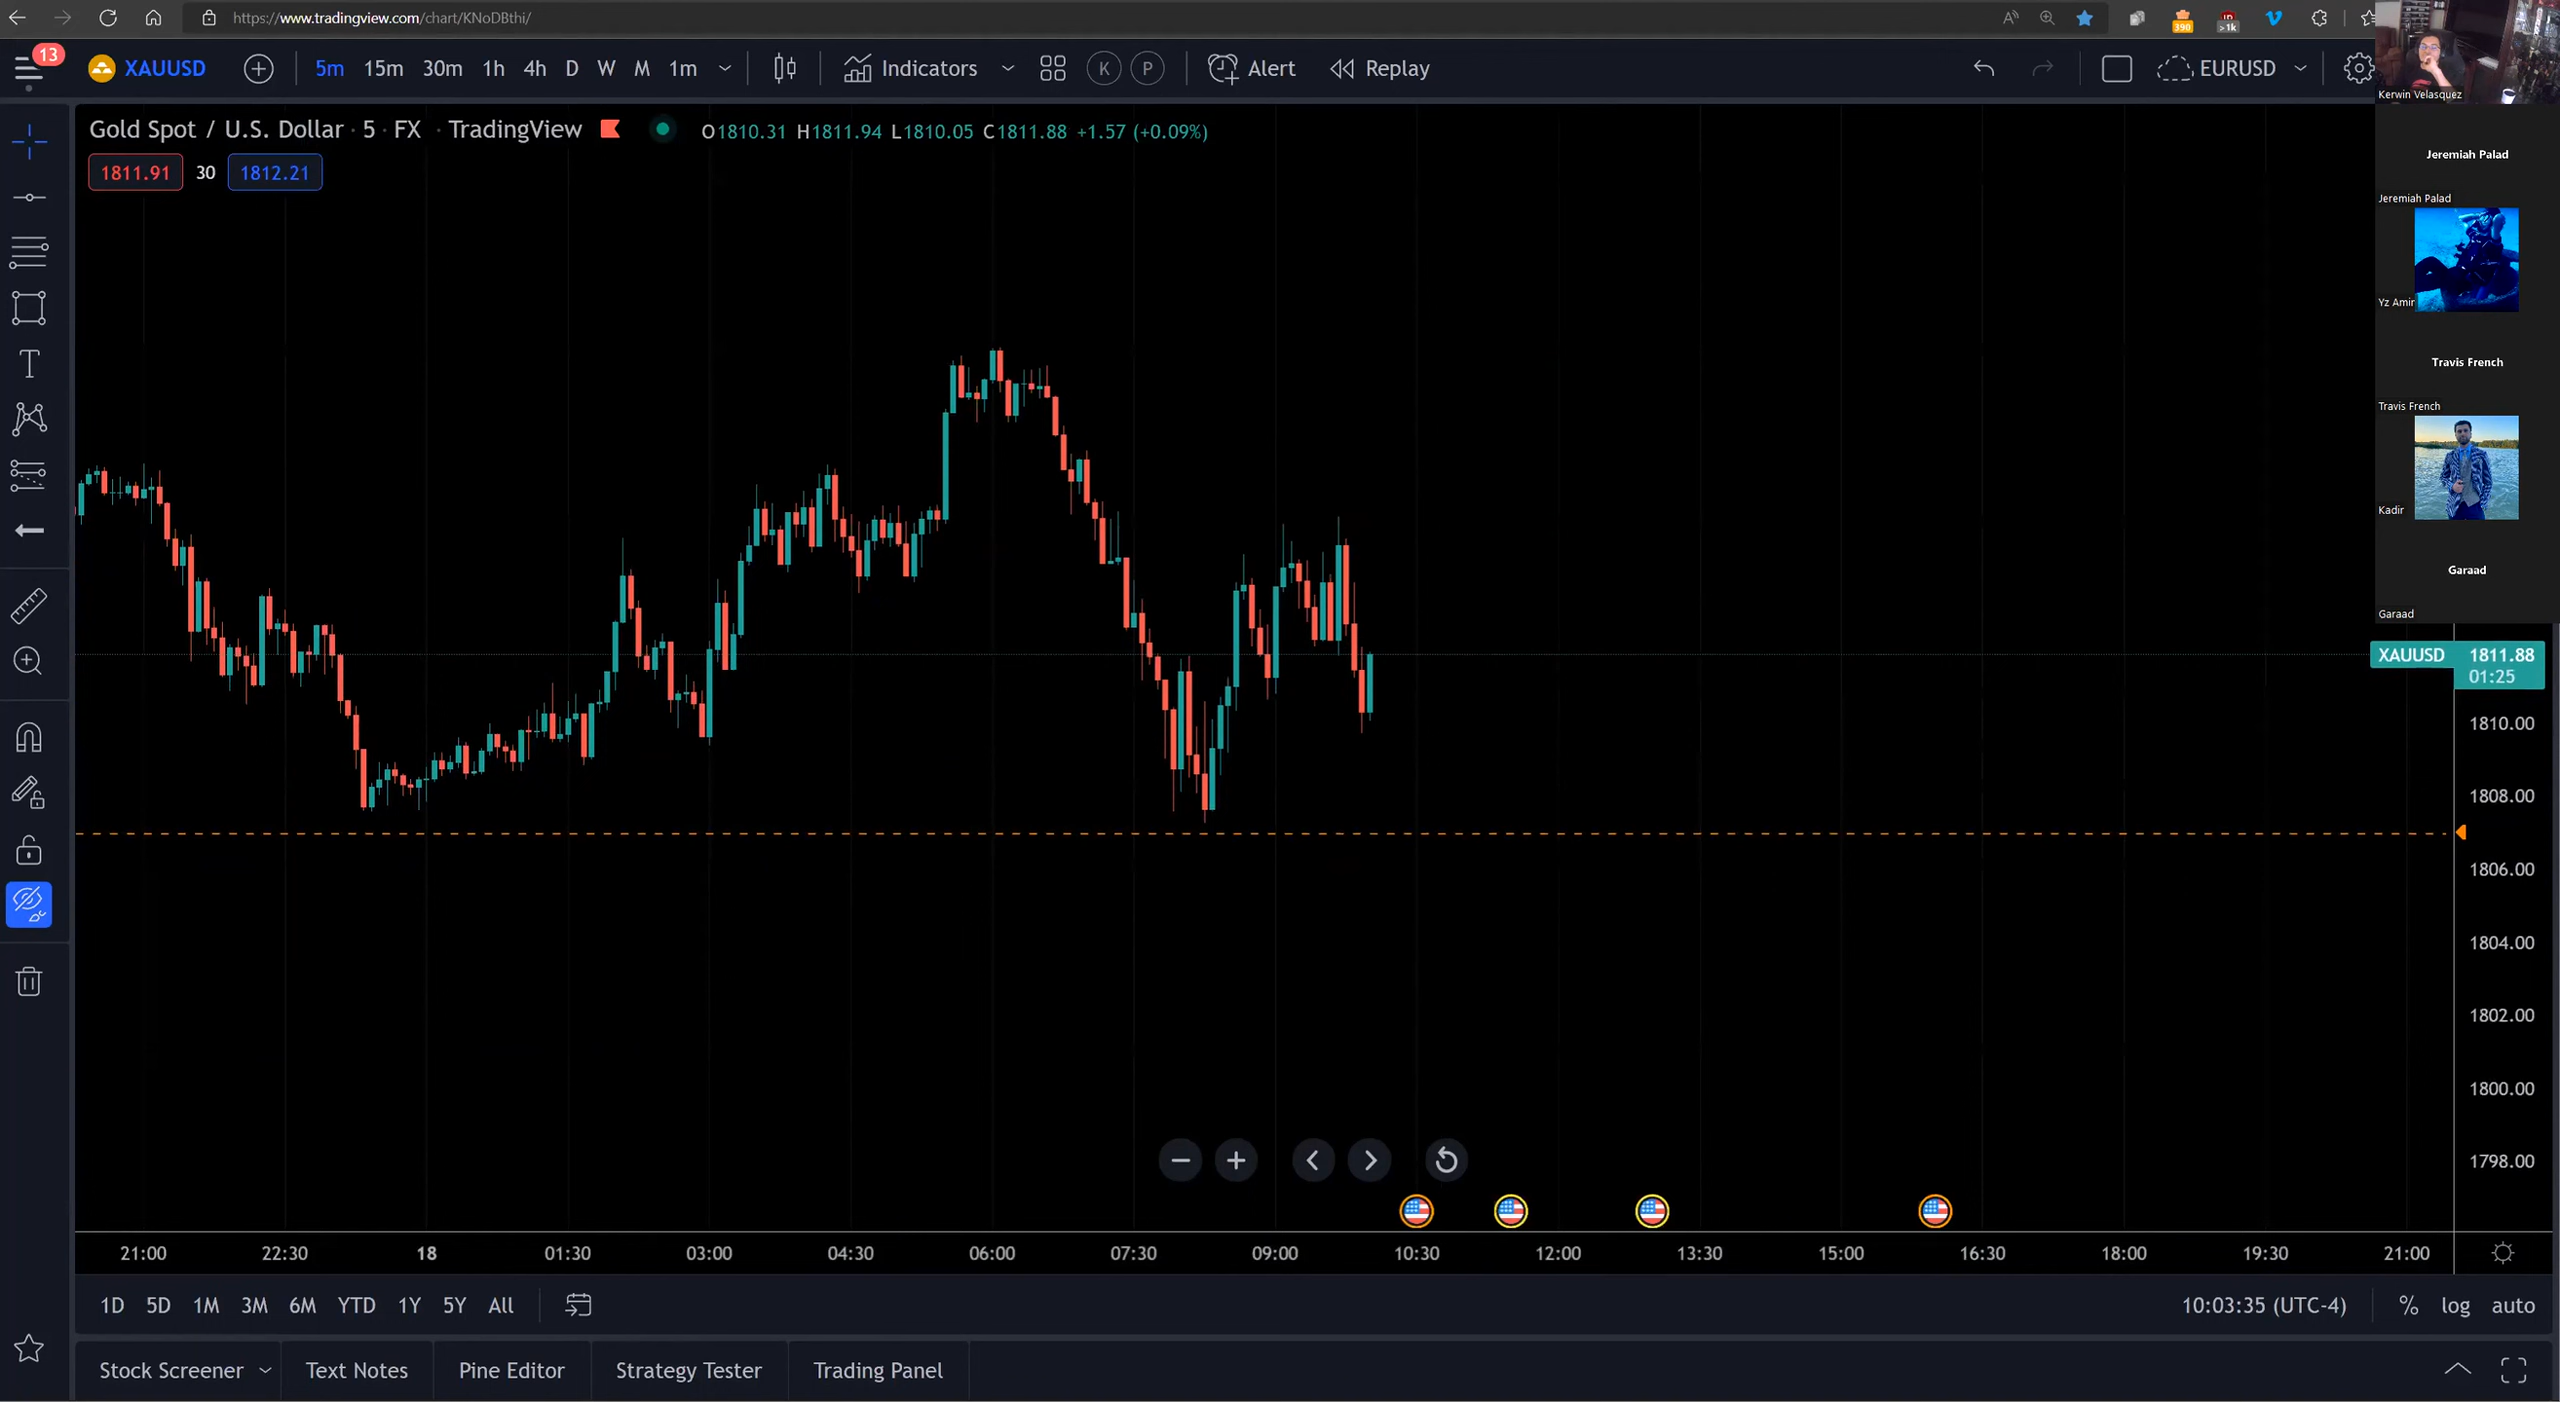 https://www.tradingview.com/chart/KNoDBthi/
390
>1k
13
XAUUSD
5m 15m 30m 1h 4h D W M 1m
Indicators
K P
Alert
Replay
EURUSD
Kerwin Velasquez
Gold Spot / U.S. Dollar · 5 · FX · TradingView
O1810.31 H1811.94 L1810.05 C1811.88 +1.57 (+0.09%)
1811.91 30 1812.21
Jeremiah Palad
Jeremiah Palad
Yz Amir
Travis French
Travis French
Kadir
Garaad
Garaad
XAUUSD 1811.88
01:25
1810.00
1808.00
1806.00
1804.00
1802.00
1800.00
1798.00
21:00 22:30 18 01:30 03:00 04:30 06:00 07:30 09:00 10:30 12:00 13:30 15:00 16:30 18:00 19:30 21:00
1D 5D 1M 3M 6M YTD 1Y 5Y All
10:03:35 (UTC-4) % log auto
Stock Screener Text Notes Pine Editor Strategy Tester Trading Panel